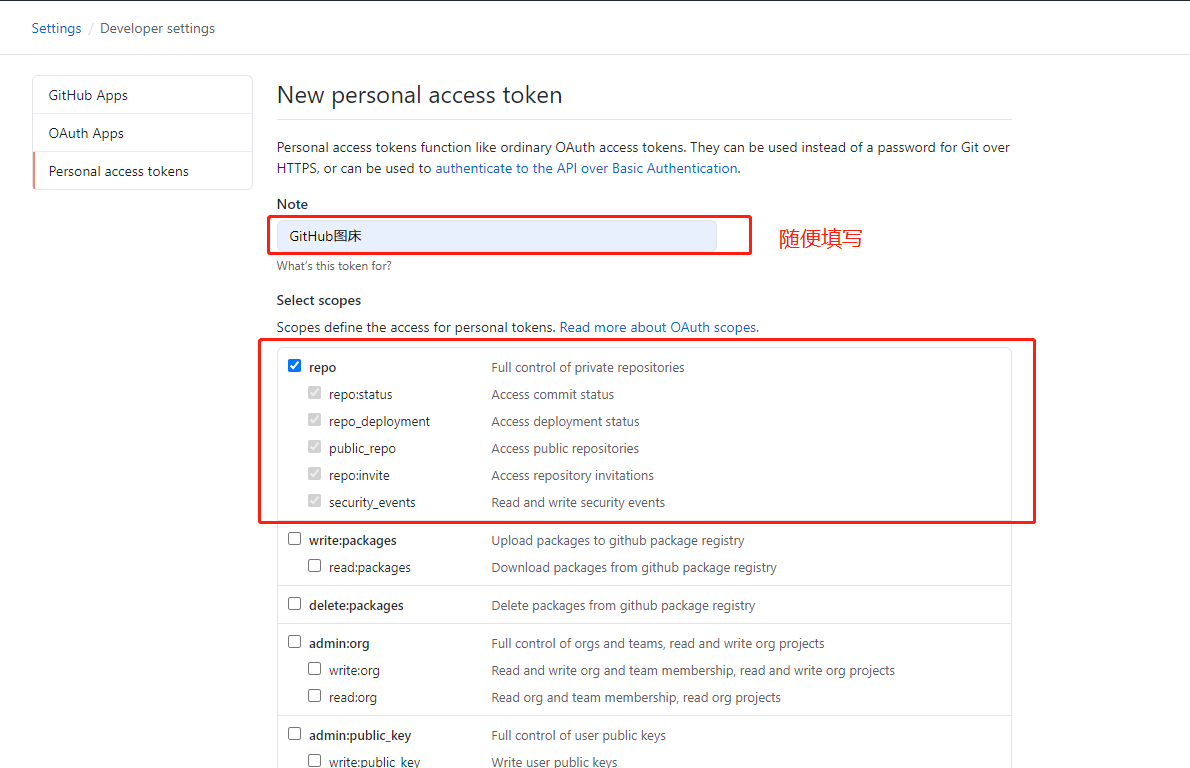 Settings / Developer settings
GitHub Apps
OAuth Apps
Personal access tokens
New personal access token
Personal access tokens function like ordinary OAuth access tokens. They can be used instead of a password for Git over
HTTPS, or can be used to authenticate to the API over Basic Authentication.
Note
GitHub图床
随便填写
What's this token for?
Select scopes
Scopes define the access for personal tokens. Read more about OAuth scopes.
repo Full control of private repositories
repo:status Access commit status
repo_deployment Access deployment status
public_repo Access public repositories
repo:invite Access repository invitations
security_events Read and write security events
write:packages Upload packages to github package registry
read:packages Download packages from github package registry
delete:packages Delete packages from github package registry
admin:org Full control of orgs and teams, read and write org projects
write:org Read and write org and team membership, read and write org projects
read:org Read org and team membership, read org projects
admin:public_key Full control of user public keys
write:public_key Write user public keys